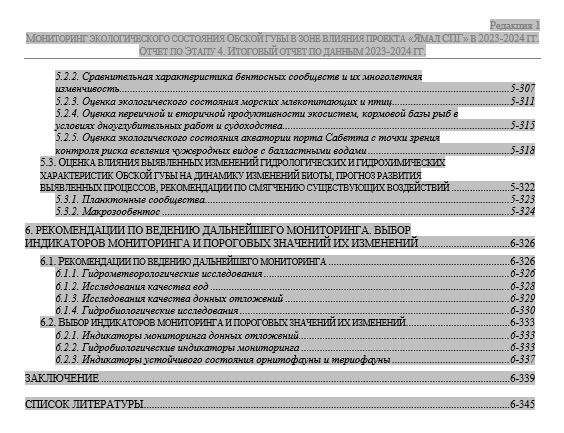 Редакция 1
Мониторинг экологического состояния Обской губы в зоне влияния проекта «Ямал СПГ» в 2023-2024 гг.
Отчет по Этапу 4. Итоговый отчет по данным 2023-2024 гг.
5.2.2. Сравнительная характеристика бентосных сообществ и их многолетняя
изменчивость...5-307
5.2.3. Оценка экологического состояния морских млекопитающих и птиц...5-311
5.2.4. Оценка первичной и вторичной продуктивности экосистем, кормовой базы рыб в
условиях дноуглубительных работ и судоходства...5-315
5.2.5. Оценка экологического состояния акватории порта Сабетта с точки зрения
контроля риска вселения чужеродных видов с балластными водами...5-318
5.3. Оценка влияния выявленных изменений гидрологических и гидрохимических
характеристик Обской губы на динамику изменений биоты, прогноз развития
выявленных процессов, рекомендации по смягчению существующих воздействий...5-322
5.3.1. Планктонные сообщества...5-323
5.3.2. Макрозообентос...5-324
6. РЕКОМЕНДАЦИИ ПО ВЕДЕНИЮ ДАЛЬНЕЙШЕГО МОНИТОРИНГА. ВЫБОР
ИНДИКАТОРОВ МОНИТОРИНГА И ПОРОГОВЫХ ЗНАЧЕНИЙ ИХ ИЗМЕНЕНИЙ...6-326
6.1. Рекомендации по ведению дальнейшего мониторинга...6-326
6.1.1. Гидрометворологические исследования...6-326
6.1.2. Исследования качества вод...6-328
6.1.3. Исследования качества донных отложений...6-329
6.1.4. Гидробиологические исследования...6-330
6.2. Выбор индикаторов мониторинга и пороговых значений их изменений...6-333
6.2.1. Индикаторы мониторинга донных отложений...6-333
6.2.2. Гидробиологические индикаторы мониторинга...6-333
6.2.3. Индикаторы устойчивого состояния орнитофауны и териофауны...6-337
ЗАКЛЮЧЕНИЕ...6-339
СПИСОК ЛИТЕРАТУРЫ...6-345